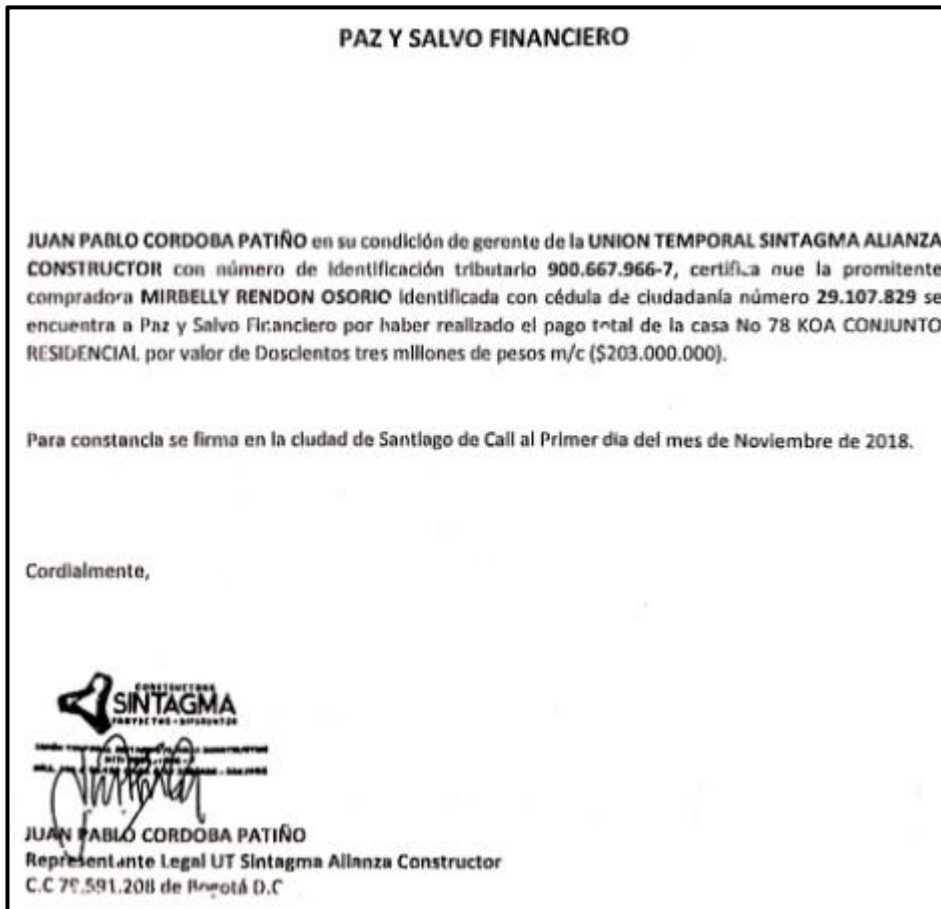 PAZ Y SALVO FINANCIERO
JUAN PABLO CORDOBA PATIÑO en su condición de gerente de la UNION TEMPORAL SINTAGMA ALIANZA
CONSTRUCTOR con número de identificación tributario 900.667.966-7, certifica que la promitente
compradora MIRBELLY RENDON OSORIO identificada con cédula de ciudadanía número 29.107.829 se
encuentra a Paz y Salvo Financiero por haber realizado el pago total de la casa No 78 KOA CONJUNTO
RESIDENCIAL por valor de Doscientos tres millones de pesos m/c ($203.000.000).
Para constancia se firma en la ciudad de Santiago de Cali al Primer día del mes de Noviembre de 2018.
Cordialmente,
CONSTRUCTORA
SINTAGMA
PROYECTOS - DIFERENTES
JUAN PABLO CORDOBA PATIÑO
Representante Legal UT Sintagma Alianza Constructor
C.C de Bogotá D.C